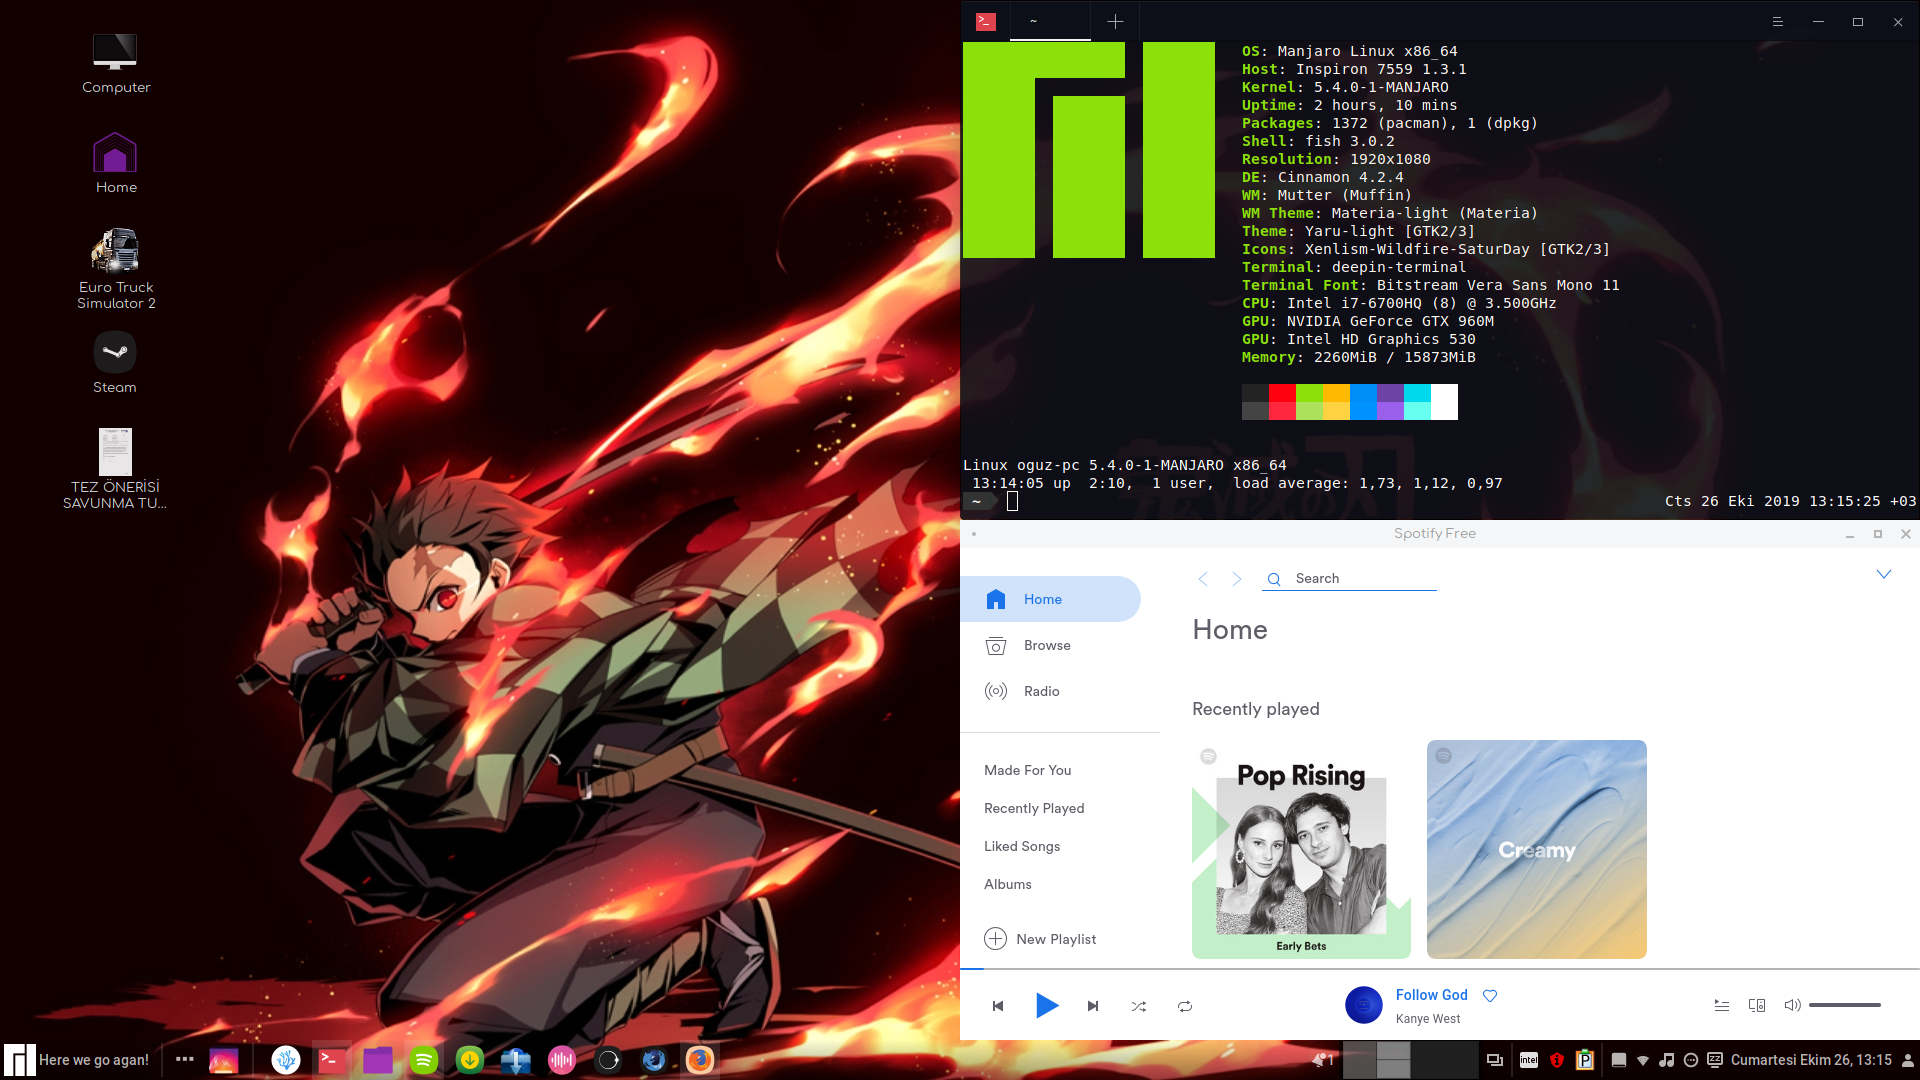 Computer
Home
Euro Truck
Simulator 2
Steam
TEZ ÖNERİSİ
SAVUNMA TU...
~
OS: Manjaro Linux x86_64
Host: Inspiron 7559 1.3.1
Kernel: 5.4.0-1-MANJARO
Uptime: 2 hours, 10 mins
Packages: 1372 (pacman), 1 (dpkg)
Shell: fish 3.0.2
Resolution: 1920x1080
DE: Cinnamon 4.2.4
WM: Mutter (Muffin)
WM Theme: Materia-light (Materia)
Theme: Yaru-light [GTK2/3]
Icons: Xenlism-Wildfire-SaturDay [GTK2/3]
Terminal: deepin-terminal
Terminal Font: Bitstream Vera Sans Mono 11
CPU: Intel i7-6700HQ (8) @ 3.500GHz
GPU: NVIDIA GeForce GTX 960M
GPU: Intel HD Graphics 530
Memory: 2260MiB / 15873MiB
Linux oguz-pc 5.4.0-1-MANJARO x86_64
13:14:05 up  2:10,  1 user,  load average: 1,73, 1,12, 0,97
~
Cts 26 Eki 2019 13:15:25 +03
Spotify Free
Search
Home
Browse
Radio
Made For You
Recently Played
Liked Songs
Albums
New Playlist
Home
Recently played
Pop Rising
Early Bets
Creamy
Follow God
Kanye West
Here we go agan!
1
intel
P
Cumartesi Ekim 26, 13:15